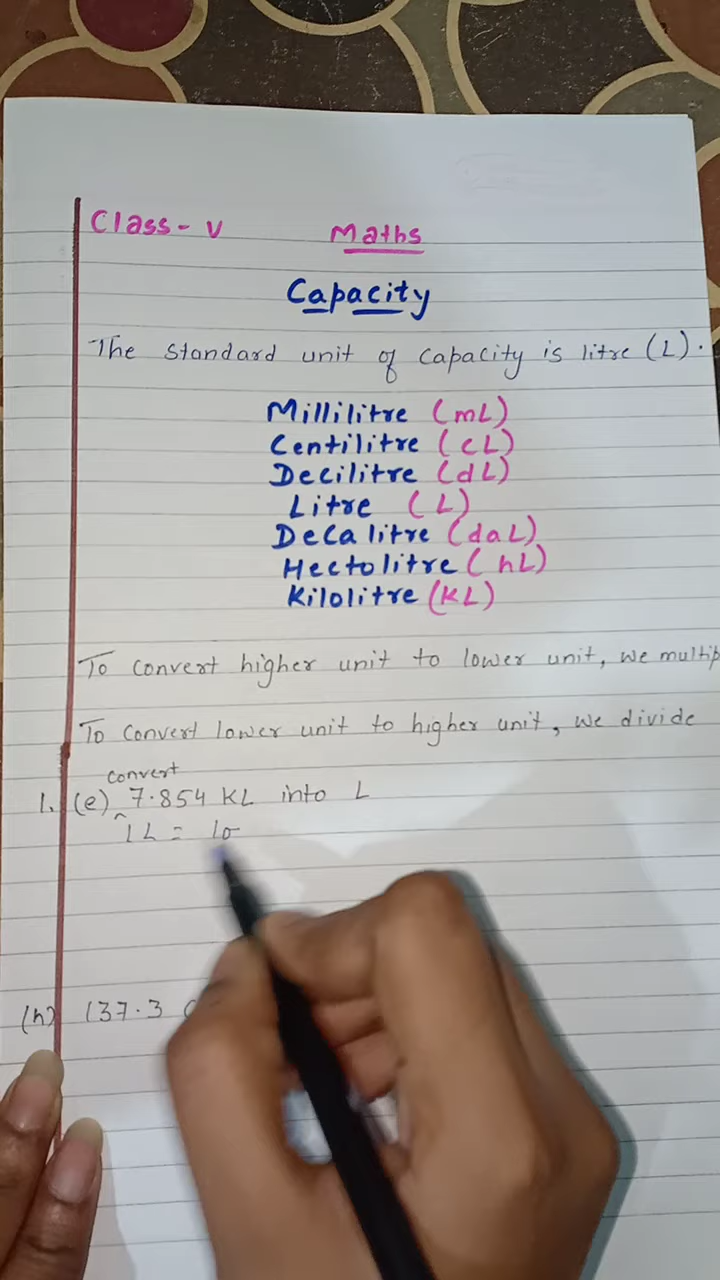 Class - V Maths
Capacity
The standard unit of capacity is litre (L).
Millilitre (mL)
Centilitre (cL)
Decilitre (dL)
Litre (L)
Decalitre (daL)
Hectolitre (hL)
Kilolitre (KL)
To convert higher unit to lower unit, we multip
To convert lower unit to higher unit, we divide
convert
1. (e) 7.854 KL into L
1L = 10
(h) 137.3